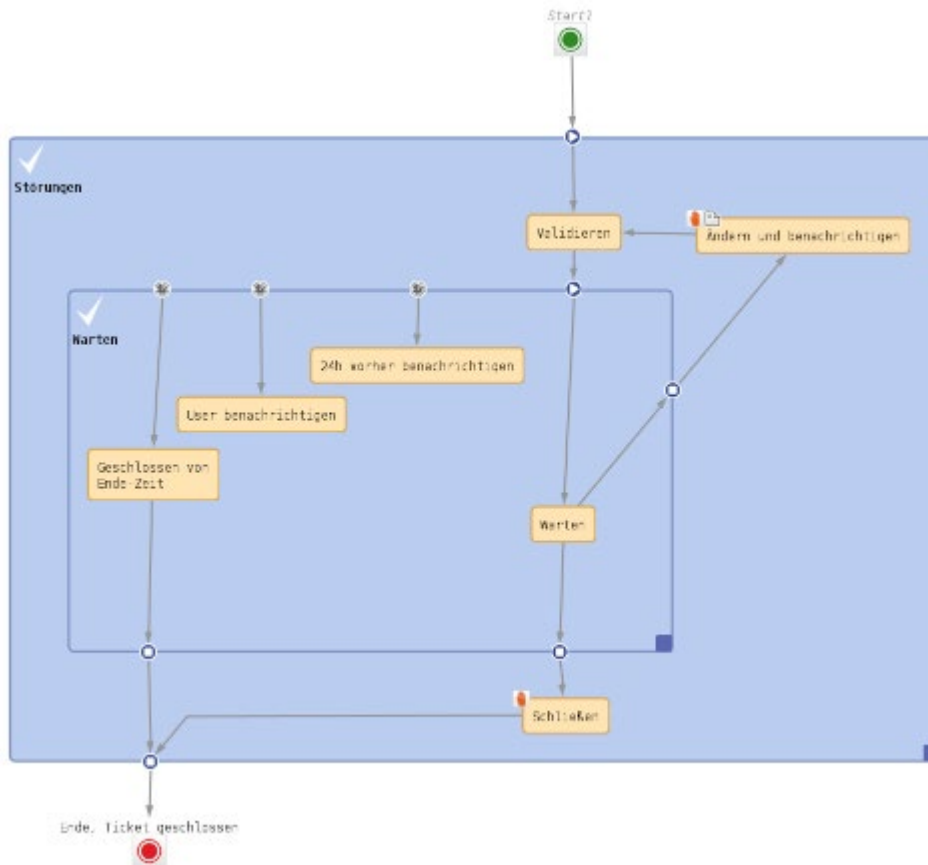 Start?
Störungen
Validieren
Ändern und benachrichtigen
Warten
24h vorher benachrichtigen
User benachrichtigen
Geschlossen von
Ende-Zeit
Warten
Schließen
Ende, Ticket geschlossen